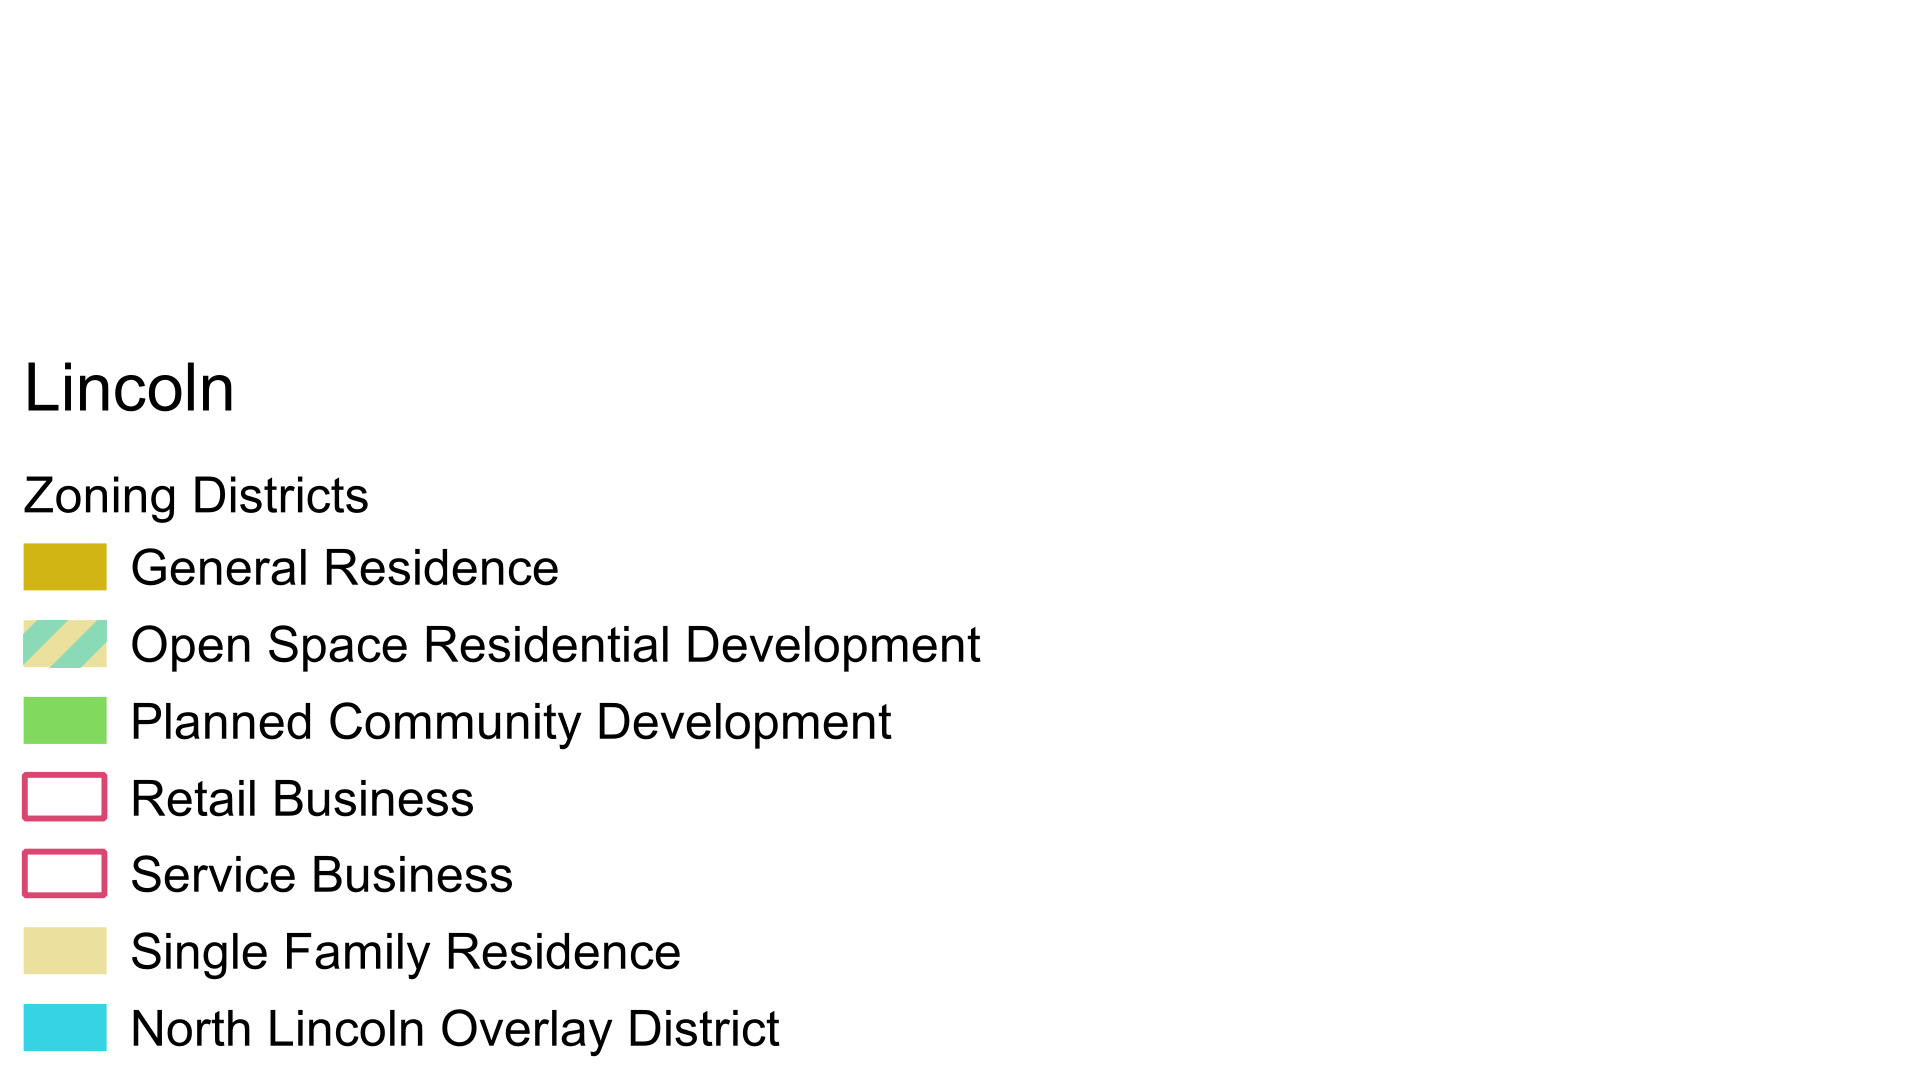 Lincoln
Zoning Districts
General Residence
Open Space Residential Development
Planned Community Development
Retail Business
Service Business
Single Family Residence
North Lincoln Overlay District